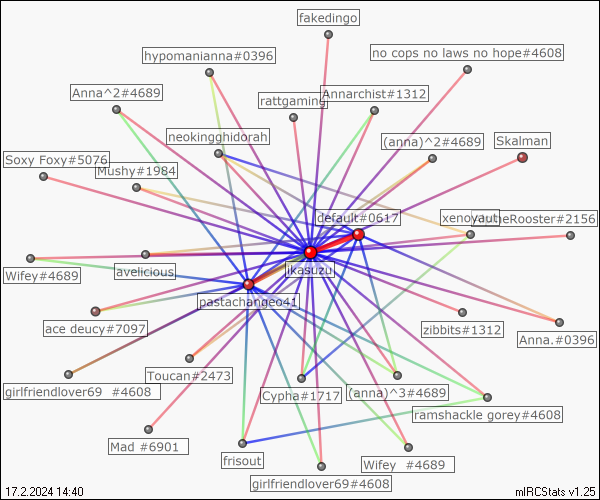 fakedingo
hypomanianna#0396
no cops no laws no hope#4608
Anna^2#4689
rattgaming
Annarchist#1312
neokingghidorah
(anna)^2#4689
Skalman
Soxy Foxy#5076
Mushy#1984
default#0617
xenoyaut
Rooster#2156
Wifey#4689
avelicious
likasuzu
pastachangeo41
ace deucy#7097
zibbits#1312
Anna.#0396
girlfriendlover69 #4608
Toucan#2473
Cypha#1717
(anna)^3#4689
ramshackle gorey#4608
Mad #6901
frisout
Wifey #4689
girlfriendlover69#4608
17.2.2024 14:40
mIRCStats v1.25